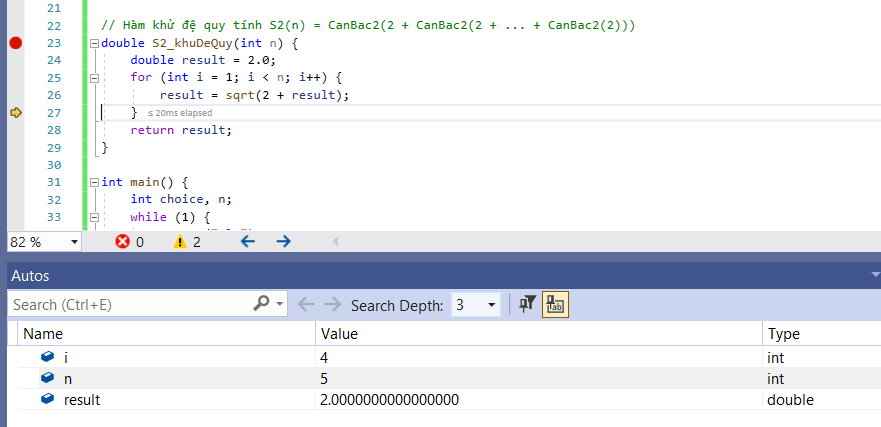 21
22 // Hàm khử đệ quy tính S2(n) = CanBac2(2 + CanBac2(2 + ... + CanBac2(2)))
23 double S2_khuDeQuy(int n) {
24 double result = 2.0;
25 for (int i = 1; i < n; i++) {
26 result = sqrt(2 + result);
27 } ≤ 20ms elapsed
28 return result;
29 }
30
31 int main() {
32 int choice, n;
33 while (1) {
82 % 0 2
Autos
Search (Ctrl+E) Search Depth: 3
Name Value Type
i 4 int
n 5 int
result 2.0000000000000000 double